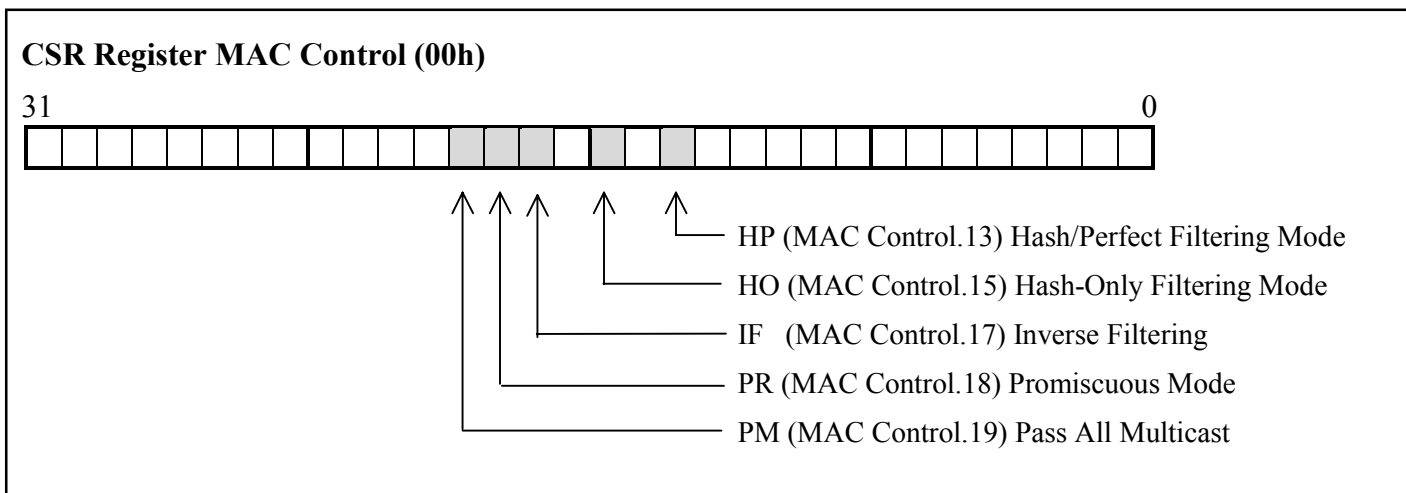 CSR Register MAC Control (00h)
31 0
HP (MAC Control.13) Hash/Perfect Filtering Mode
HO (MAC Control.15) Hash-Only Filtering Mode
IF (MAC Control.17) Inverse Filtering
PR (MAC Control.18) Promiscuous Mode
PM (MAC Control.19) Pass All Multicast